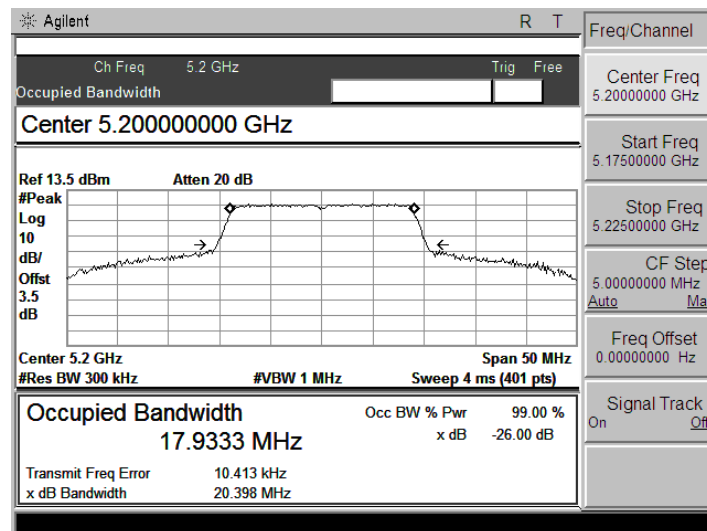 Agilent R T
Freq/Channel
Ch Freq 5.2 GHz Trig Free
Occupied Bandwidth
Center 5.200000000 GHz
Ref 13.5 dBm Atten 20 dB
#Peak
Log
10
dB/
Offst
3.5
dB
Center 5.2 GHz Span 50 MHz
#Res BW 300 kHz #VBW 1 MHz Sweep 4 ms (401 pts)
Occupied Bandwidth Occ BW % Pwr 99.00 %
17.9333 MHz x dB -26.00 dB
Transmit Freq Error 10.413 kHz
x dB Bandwidth 20.398 MHz
Center Freq
5.20000000 GHz
Start Freq
5.17500000 GHz
Stop Freq
5.22500000 GHz
CF Step
5.00000000 MHz
Auto Ma
Freq Offset
0.00000000 Hz
Signal Track
On Off